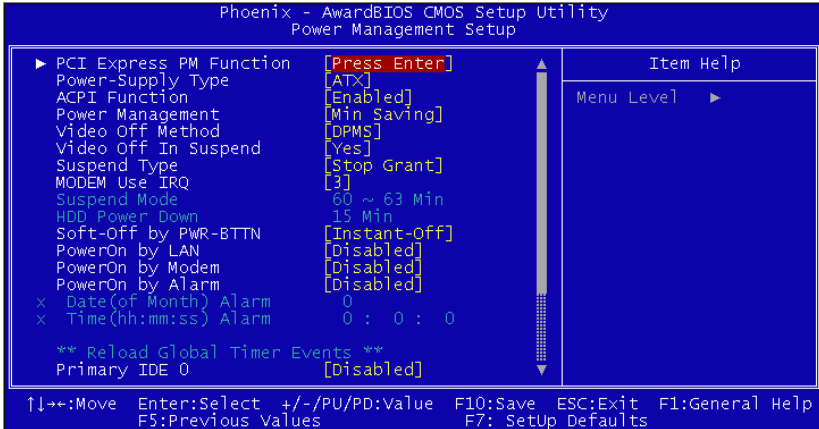 Phoenix - AwardBIOS CMOS Setup Utility
Power Management Setup
▶ PCI Express PM Function [Press Enter]
Power-Supply Type [ATX]
ACPI Function [Enabled]
Power Management [Min Saving]
Video Off Method [DPMS]
Video Off In Suspend [Yes]
Suspend Type [Stop Grant]
MODEM Use IRQ [3]
Suspend Mode 60 ~ 63 Min
HDD Power Down 15 Min
Soft-Off by PWR-BTTN [Instant-Off]
PowerOn by LAN [Disabled]
PowerOn by Modem [Disabled]
PowerOn by Alarm [Disabled]
x Date(of Month) Alarm 0
x Time(hh:mm:ss) Alarm 0 : 0 : 0
** Reload Global Timer Events **
Primary IDE 0 [Disabled]
Item Help
Menu Level ▶
↑↓→←:Move Enter:Select +/-/PU/PD:Value F10:Save ESC:Exit F1:General Help
F5:Previous Values F7: SetUp Defaults